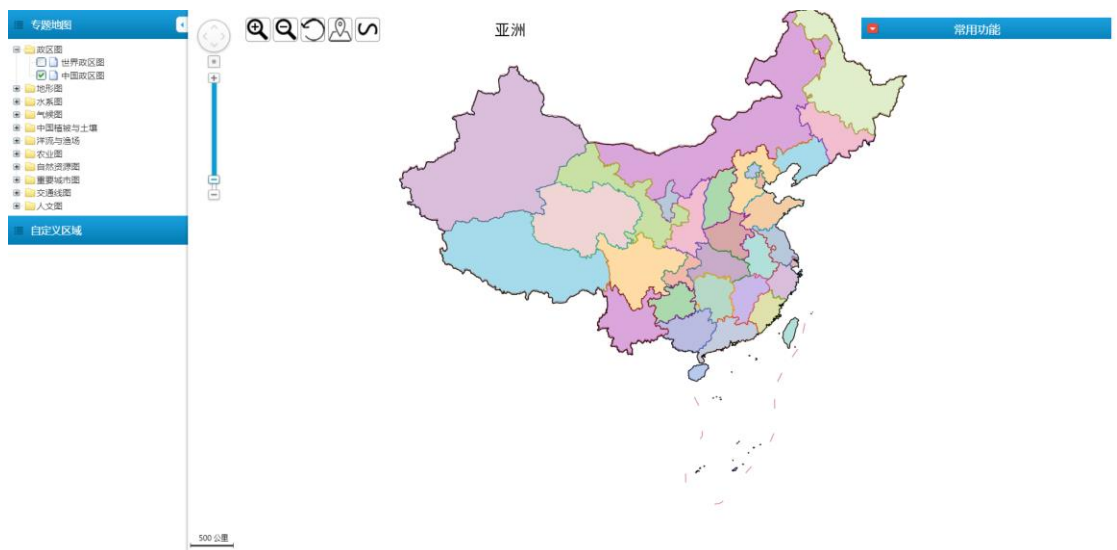 专题地图
政区图
世界政区图
中国政区图
地形图
水系图
气候图
中国植被与土壤
洋流与渔场
农业图
自然资源图
重要城市图
交通线图
人文图
自定义区域
亚洲
常用功能
500 公里